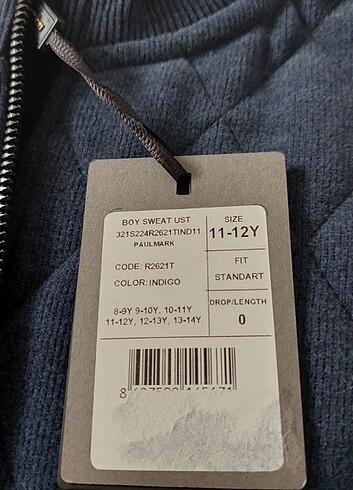 BOY SWEAT UST
321S224R2621TIND11
PAULMARK
CODE: R2621T
COLOR:INDIGO
8-9Y 9-10Y, 10-11Y
11-12Y, 12-13Y, 13-14Y
SIZE
11-12Y
FIT
STANDART
DROP/LENGTH
0
8